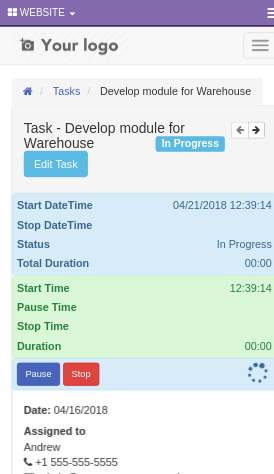 WEBSITE
Your logo
Tasks / Develop module for Warehouse
Task - Develop module for
Warehouse
In Progress
Edit Task
Start DateTime 04/21/2018 12:39:14
Stop DateTime
Status In Progress
Total Duration 00:00
Start Time 12:39:14
Pause Time
Stop Time
Duration 00:00
Pause Stop
Date: 04/16/2018
Assigned to
Andrew
+1 555-555-5555